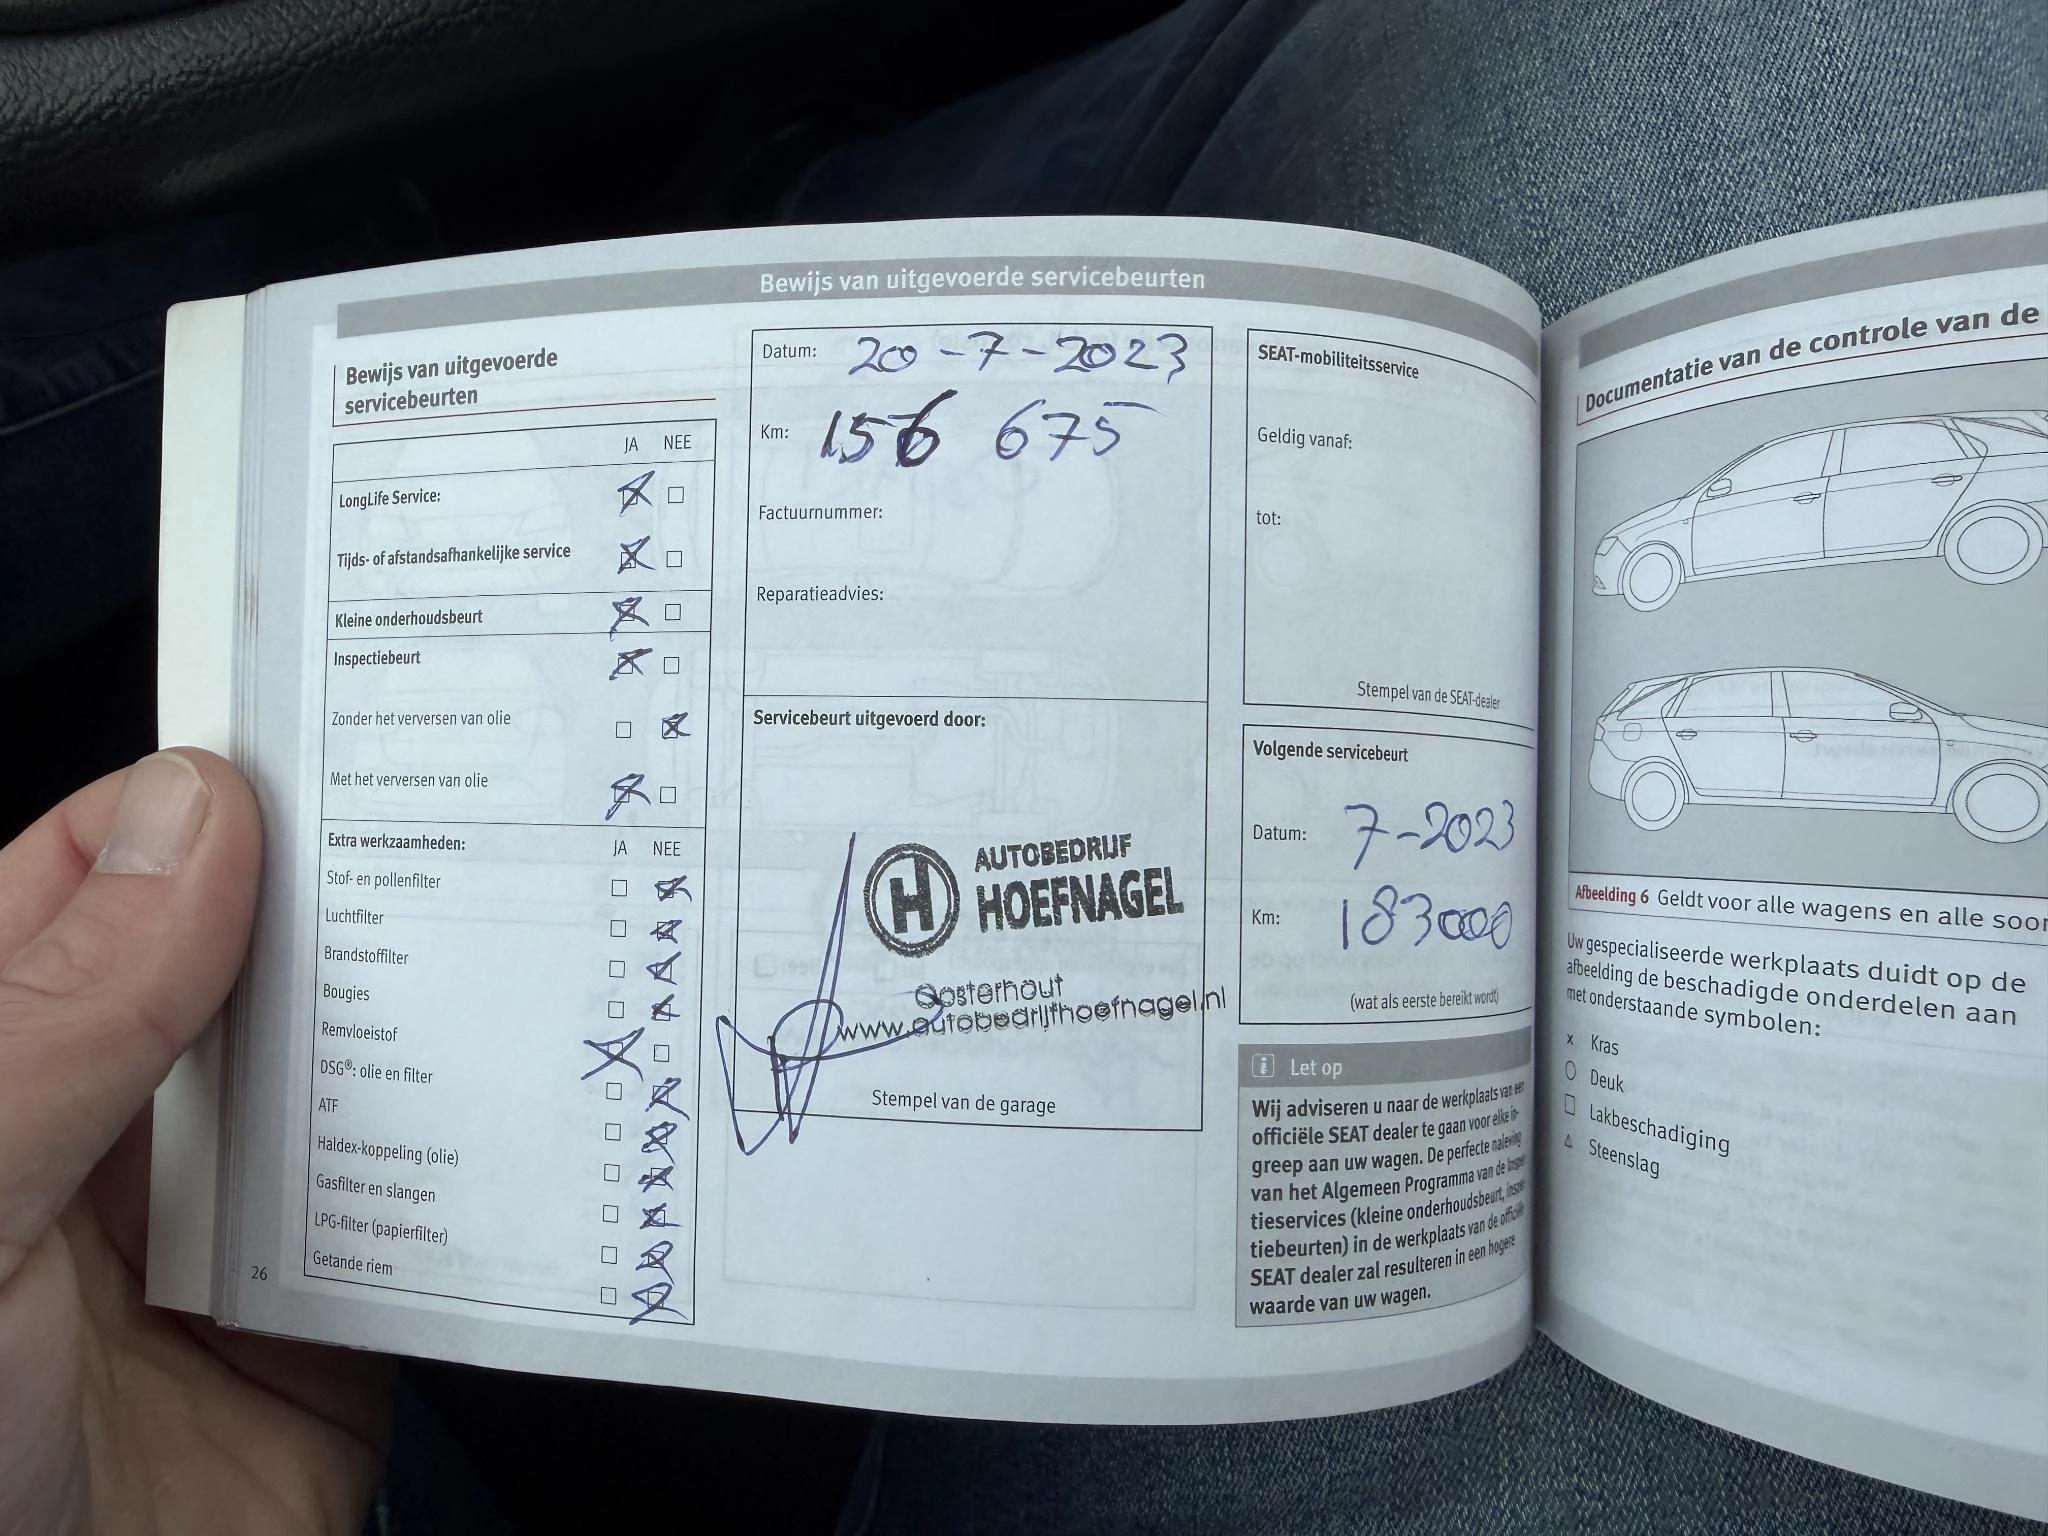 Bewijs van uitgevoerde servicebeurten
Bewijs van uitgevoerde
servicebeurten
JA NEE
LongLife Service:
Tijds- of afstandsafhankelijke service
Kleine onderhoudsbeurt
Inspectiebeurt
Zonder het verversen van olie
Met het verversen van olie
Extra werkzaamheden: JA NEE
Stof- en pollenfilter
Luchtfilter
Brandstoffilter
Bougies
Remvloeistof
DSG®: olie en filter
ATF
Haldex-koppeling (olie)
Gasfilter en slangen
LPG-filter (papierfilter)
Getande riem
26
Datum: 20-7-2023
Km: 156 675
Factuurnummer:
Reparatieadvies:
Servicebeurt uitgevoerd door:
H
AUTOBEDRIJF
HOEFNAGEL
Oosterhout
www.autobedrijfhoefnagel.nl
Stempel van de garage
SEAT-mobiliteitsservice
Geldig vanaf:
tot:
Stempel van de SEAT-dealer
Volgende servicebeurt
Datum: 7-2023
Km: 183000
(wat als eerste bereikt wordt)
i Let op
Wij adviseren u naar de werkplaats van een
officiële SEAT dealer te gaan voor elke in-
greep aan uw wagen. De perfecte naleving
van het Algemeen Programma van de Inspec-
tieservices (kleine onderhoudsbeurt, inspec-
tiebeurten) in de werkplaats van de officiële
SEAT dealer zal resulteren in een hogere
waarde van uw wagen.
Documentatie van de controle van de
Afbeelding 6 Geldt voor alle wagens en alle soor
Uw gespecialiseerde werkplaats duidt op de
afbeelding de beschadigde onderdelen aan
met onderstaande symbolen:
x Kras
○ Deuk
□ Lakbeschadiging
△ Steenslag